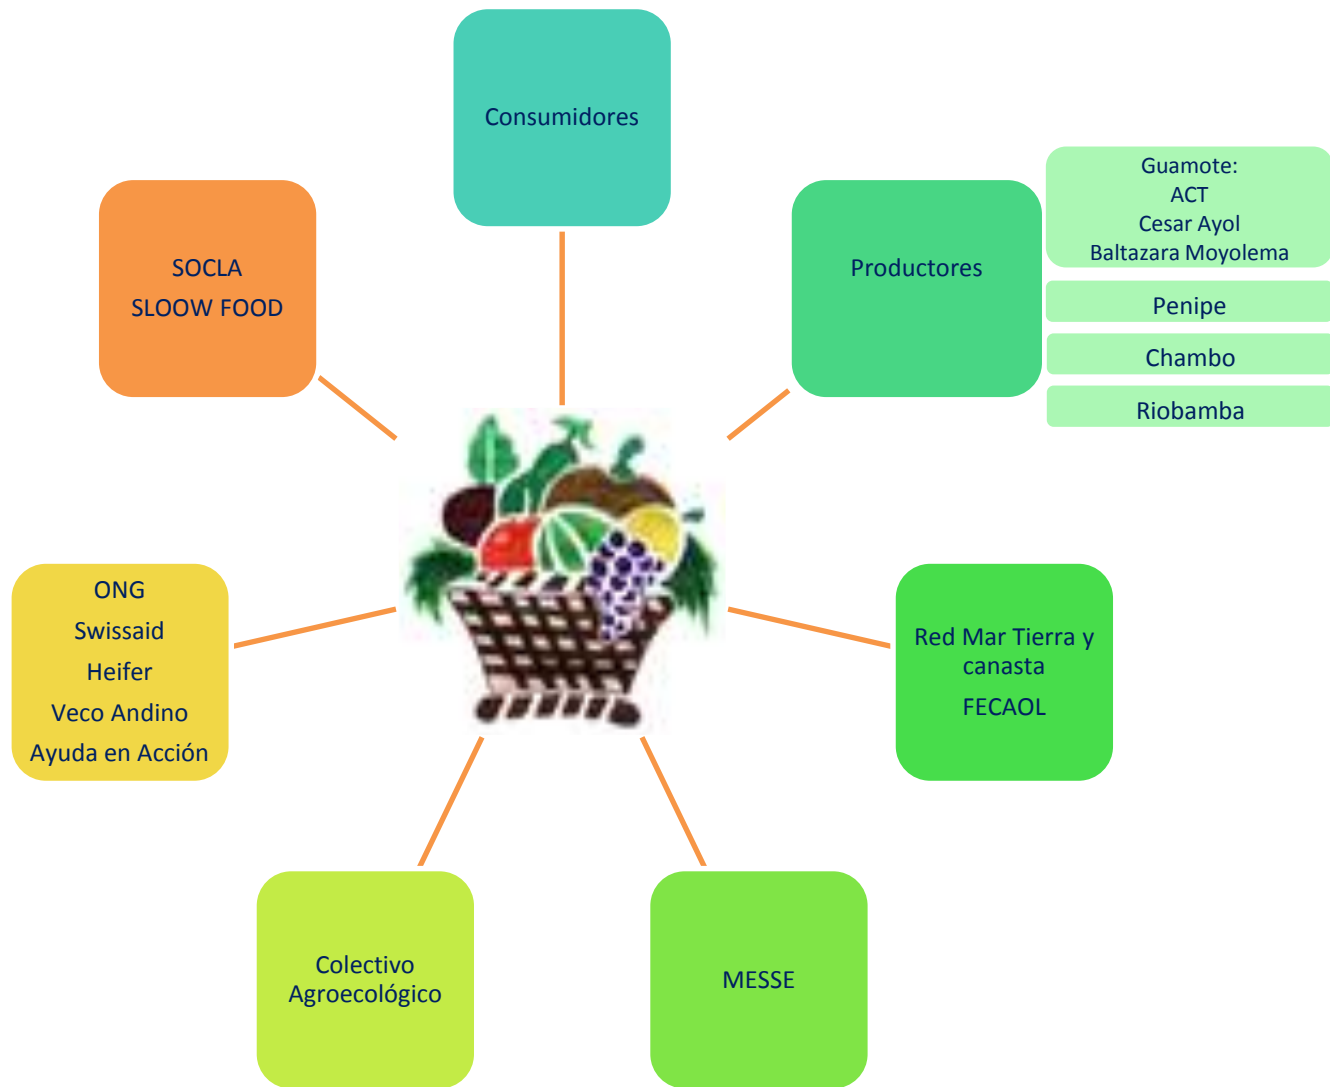 Consumidores
SOCLA
SLOOW FOOD
Productores
Guamote:
ACT
Cesar Ayol
Baltazara Moyolema
Penipe
Chambo
Riobamba
ONG
Swissaid
Heifer
Veco Andino
Ayuda en Acción
Red Mar Tierra y
canasta
FECAOL
Colectivo
Agroecológico
MESSE